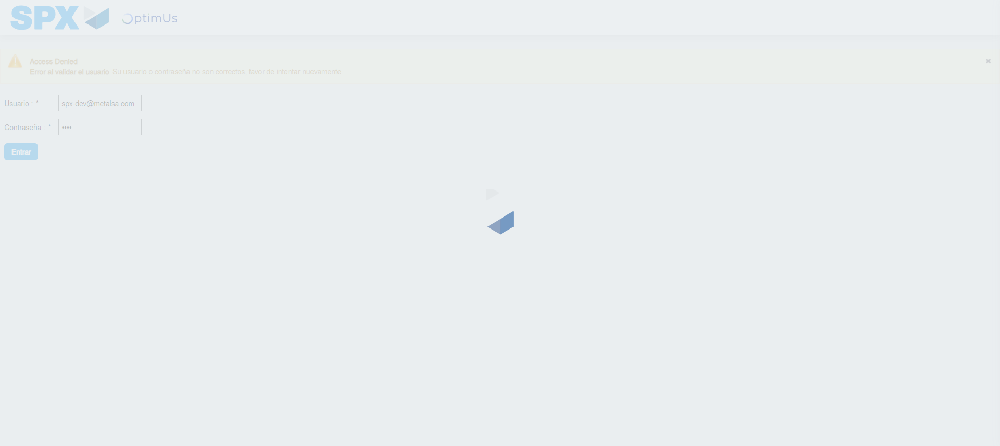 SPX OptimUs
Access Denied
Error al validar el usuario Su usuario o contraseña no son correctos, favor de intentar nuevamente
Usuario : * spx-dev@metalsa.com
Contraseña : * ••••
Entrar